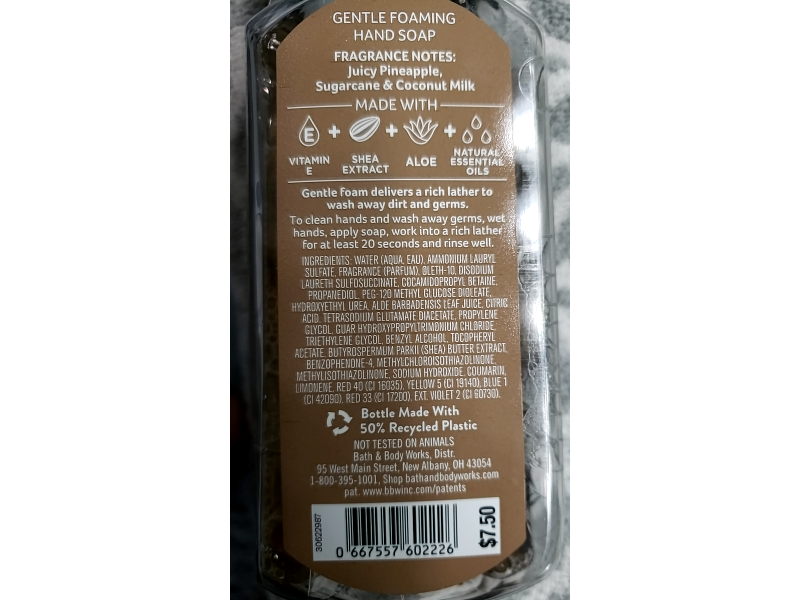 GENTLE FOAMING
HAND SOAP
FRAGRANCE NOTES:
Juicy Pineapple,
Sugarcane & Coconut Milk
MADE WITH
E + + +
VITAMIN E SHEA EXTRACT ALOE NATURAL ESSENTIAL OILS
Gentle foam delivers a rich lather to
wash away dirt and germs.
To clean hands and wash away germs, wet
hands, apply soap, work into a rich lather
for at least 20 seconds and rinse well.
INGREDIENTS: WATER (AQUA, EAU), AMMONIUM LAURYL
SULFATE, FRAGRANCE (PARFUM), OLETH-10, DISODIUM
LAURETH SULFOSUCCINATE, COCAMIDOPROPYL BETAINE,
PROPANEDIOL, PEG-120 METHYL GLUCOSE DIOLEATE,
HYDROXYETHYL UREA, ALOE BARBADENSIS LEAF JUICE, CITRIC
ACID, TETRASODIUM GLUTAMATE DIACETATE, PROPYLENE
GLYCOL, GUAR HYDROXYPROPYLTRIMONIUM CHLORIDE,
TRIETHYLENE GLYCOL, BENZYL ALCOHOL, TOCOPHERYL
ACETATE, BUTYROSPERMUM PARKII (SHEA) BUTTER EXTRACT,
BENZOPHENONE-4, METHYLCHLOROISOTHIAZOLINONE,
METHYLISOTHIAZOLINONE, SODIUM HYDROXIDE, COUMARIN,
LIMONENE, RED 40 (CI 16035), YELLOW 5 (CI 19140), BLUE 1
(CI 42090), RED 33 (CI 17200), EXT. VIOLET 2 (CI 60730).
Bottle Made With
50% Recycled Plastic
NOT TESTED ON ANIMALS
Bath & Body Works, Distr.
95 West Main Street, New Albany, OH 43054
1-800-395-1001, Shop bathandbodyworks.com
pat. www.bbwinc.com/patents
30622987
0 667557 602226
$7.50